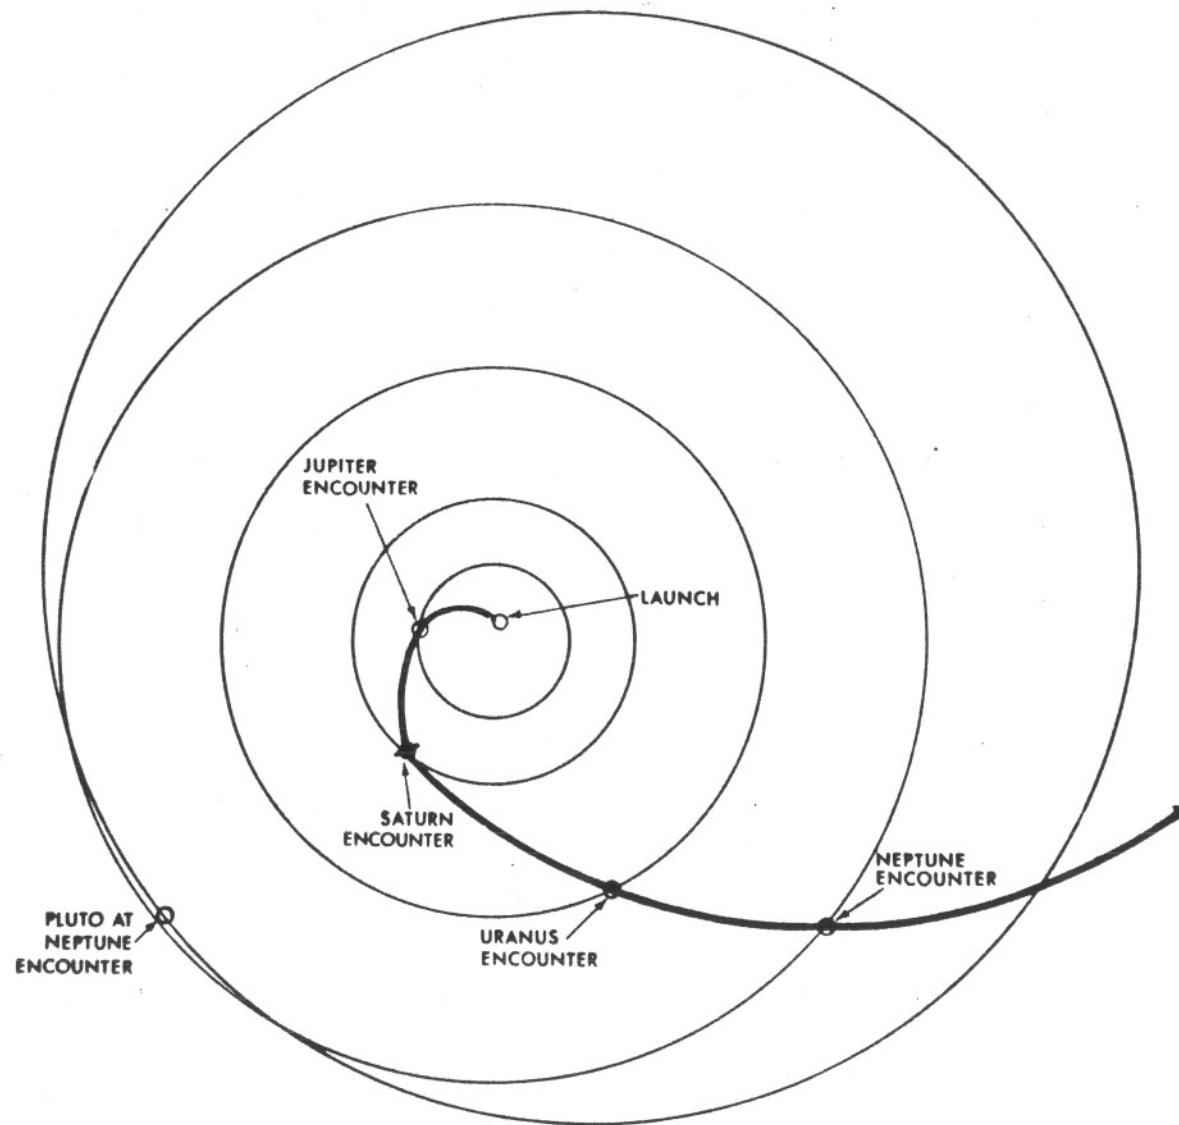 JUPITER
ENCOUNTER
LAUNCH
SATURN
ENCOUNTER
NEPTUNE
ENCOUNTER
PLUTO AT
NEPTUNE
ENCOUNTER
URANUS
ENCOUNTER